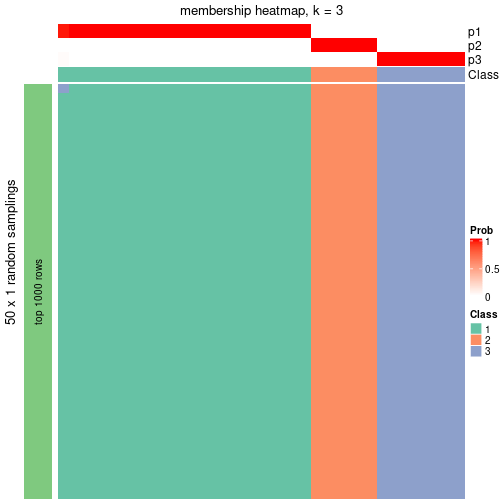 membership heatmap, k = 3
p1
p2
p3
Class
50 x 1 random samplings
top 1000 rows
Prob
1
0.5
0
Class
1
2
3